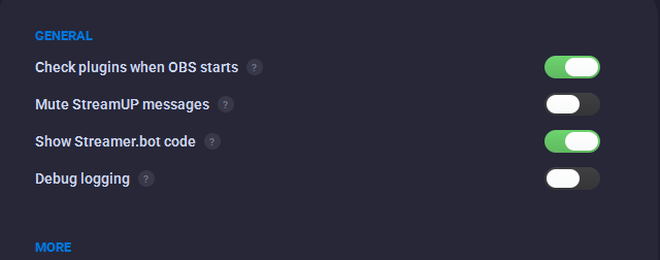 GENERAL
Check plugins when OBS starts ?
Mute StreamUP messages ?
Show Streamer.bot code ?
Debug logging ?
MORE